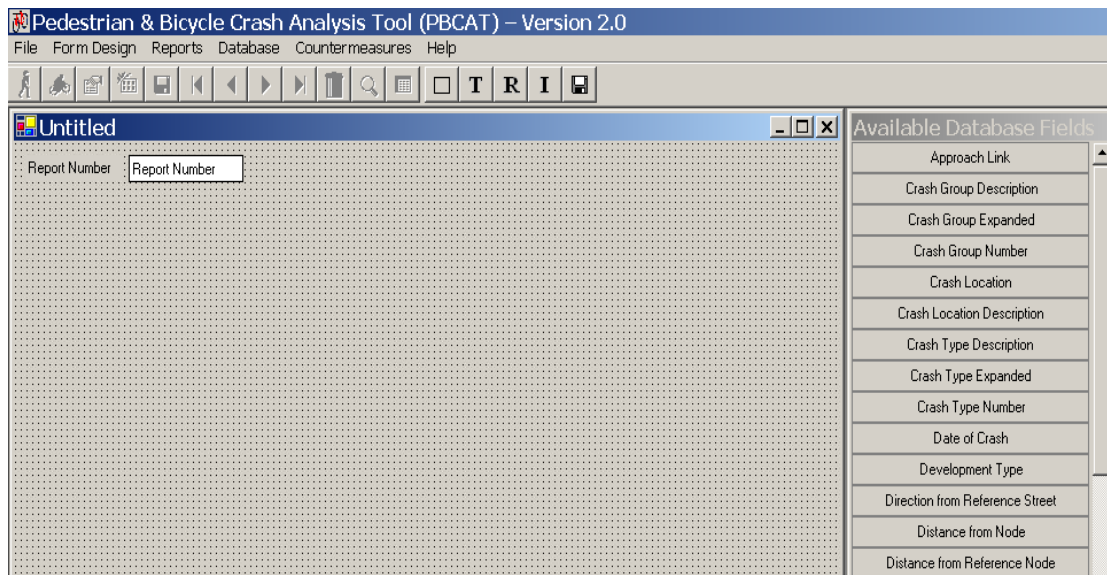 Pedestrian & Bicycle Crash Analysis Tool (PBCAT) – Version 2.0
File Form Design Reports Database Countermeasures Help
T R I
Untitled
Available Database Fields
Report Number Report Number
Approach Link
Crash Group Description
Crash Group Expanded
Crash Group Number
Crash Location
Crash Location Description
Crash Type Description
Crash Type Expanded
Crash Type Number
Date of Crash
Development Type
Direction from Reference Street
Distance from Node
Distance from Reference Node